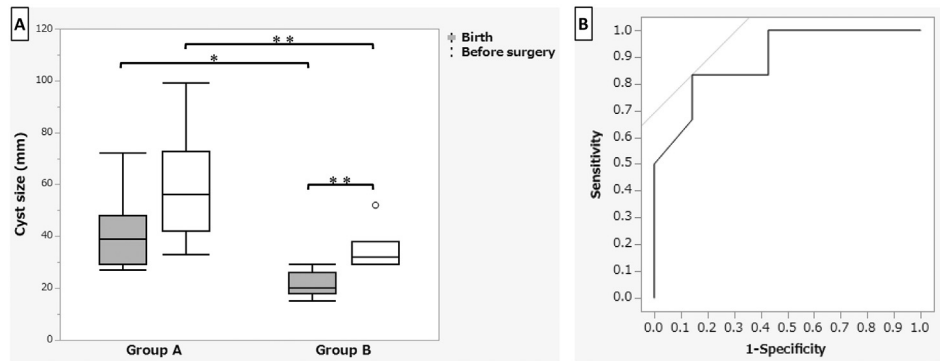 A
120
100
80
60
40
20
0
Cyst size (mm)
*
**
**
Group A
Group B
Birth
Before surgery
B
1.0
0.9
0.8
0.7
0.6
0.5
0.4
0.3
0.2
0.1
0.0
Sensitivity
0.0 0.1 0.2 0.3 0.4 0.5 0.6 0.7 0.8 0.9 1.0
1-Specificity